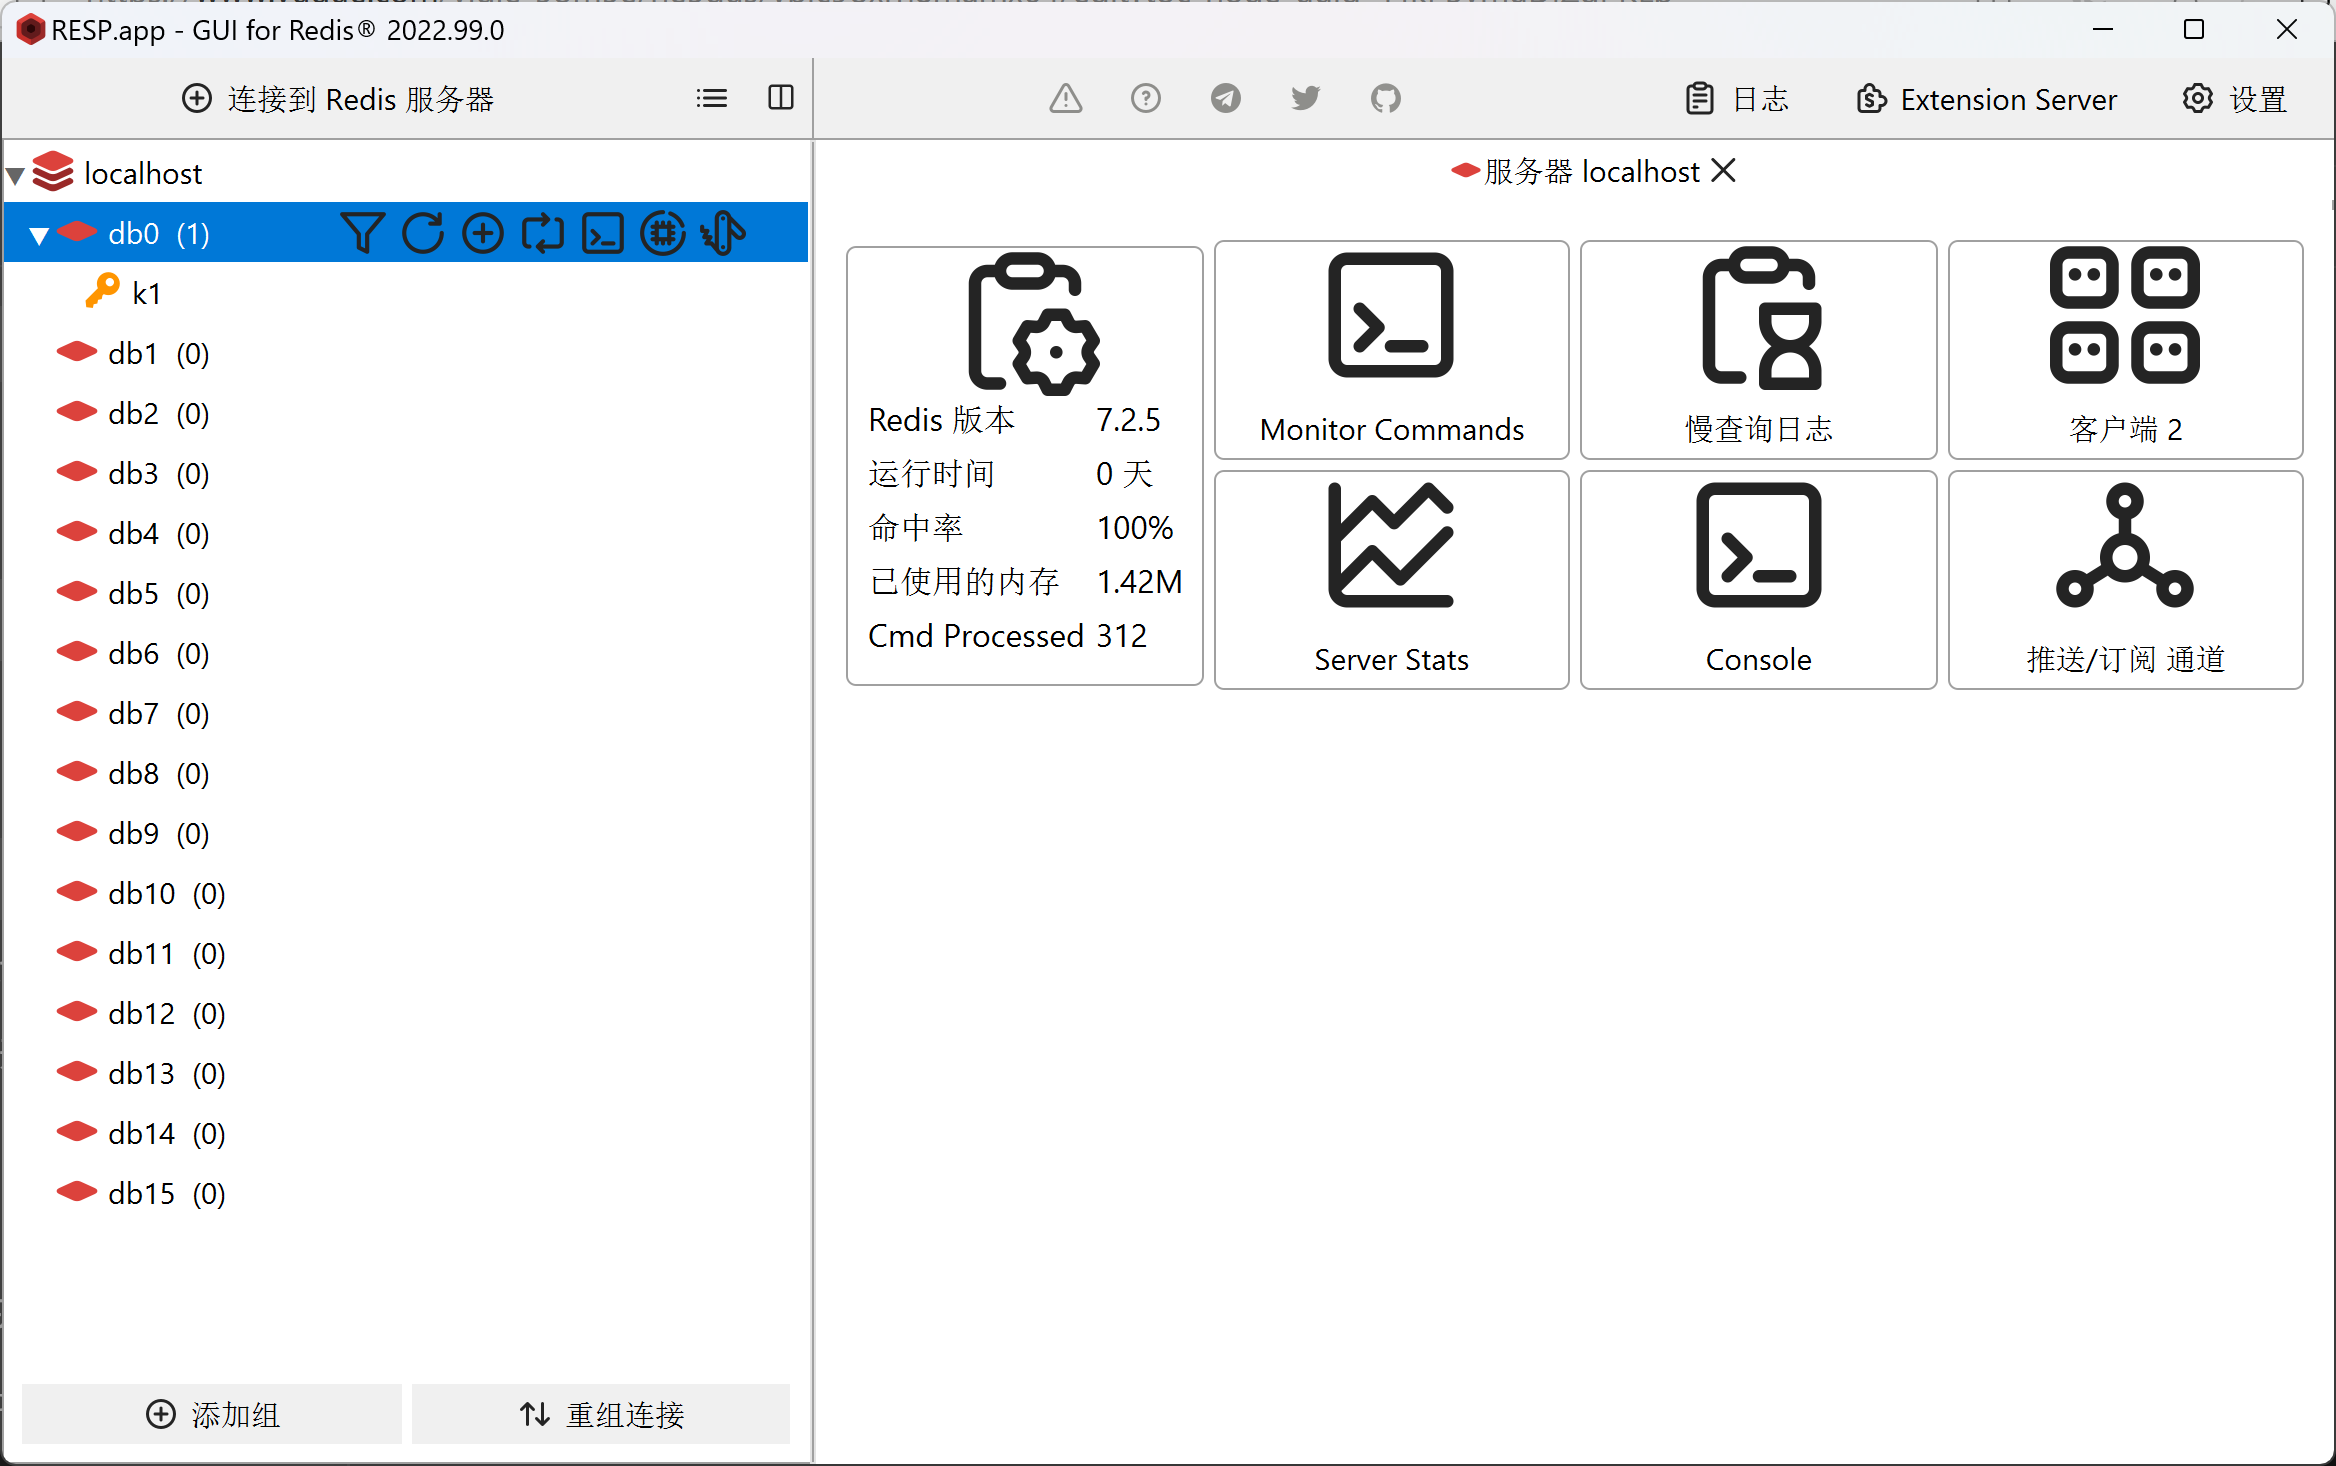 RESP.app - GUI for Redis® 2022.99.0
连接到 Redis 服务器
日志
Extension Server
设置
localhost
db0 (1)
k1
db1 (0)
db2 (0)
db3 (0)
db4 (0)
db5 (0)
db6 (0)
db7 (0)
db8 (0)
db9 (0)
db10 (0)
db11 (0)
db12 (0)
db13 (0)
db14 (0)
db15 (0)
添加组
重组连接
服务器 localhost
Redis 版本 7.2.5
运行时间 0 天
命中率 100%
已使用的内存 1.42M
Cmd Processed 312
Monitor Commands
慢查询日志
客户端 2
Server Stats
Console
推送/订阅 通道